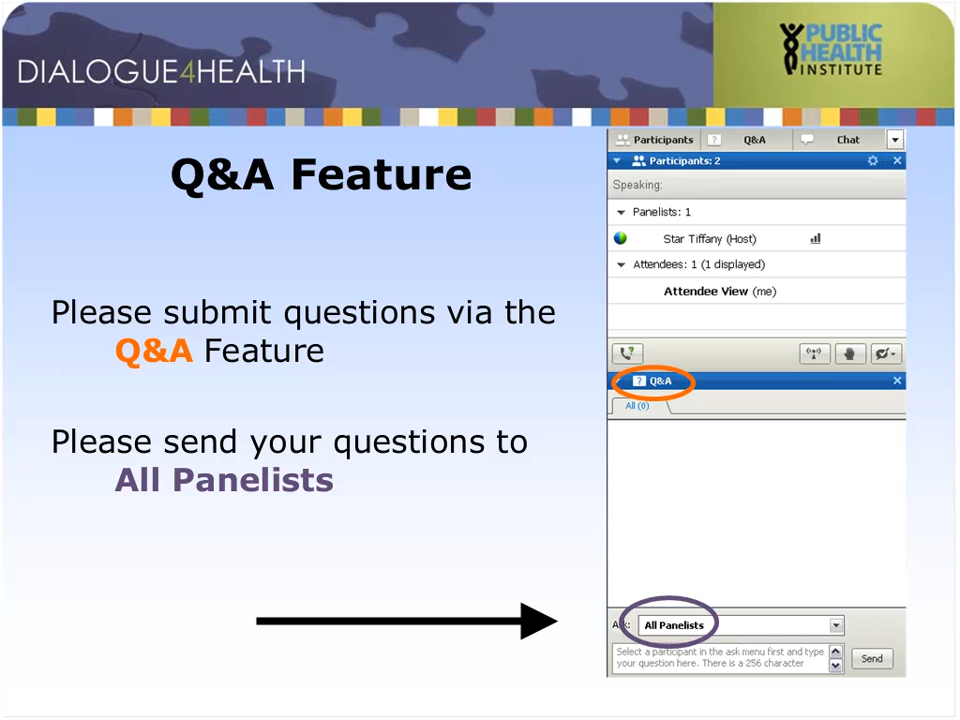 DIALOGUE4HEALTH
PUBLIC
HEALTH
INSTITUTE
Q&A Feature
Please submit questions via the
Q&A Feature
Please send your questions to
All Panelists
Participants Q&A Chat
Participants: 2
Speaking:
Panelists: 1
Star Tiffany (Host)
Attendees: 1 (1 displayed)
Attendee View (me)
Q&A
All (0)
Ask: All Panelists
Select a participant in the ask menu first and type
your question here. There is a 256 character
Send